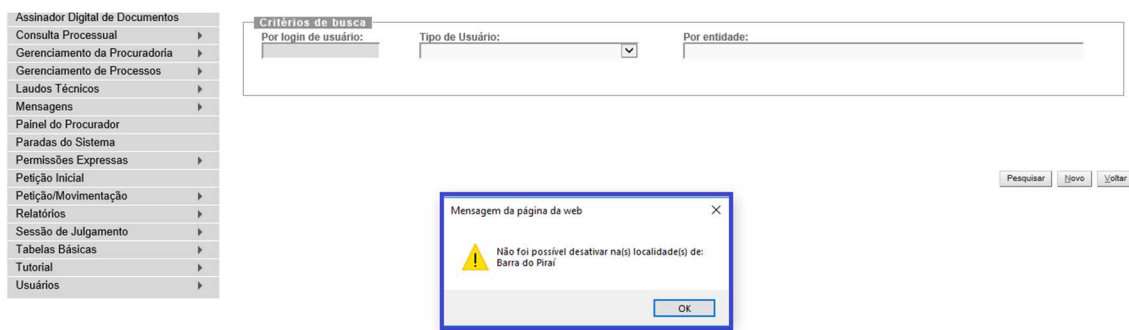 Assinador Digital de Documentos
Consulta Processual
Gerenciamento da Procuradoria
Gerenciamento de Processos
Laudos Técnicos
Mensagens
Painel do Procurador
Paradas do Sistema
Permissões Expressas
Petição Inicial
Petição/Movimentação
Relatórios
Sessão de Julgamento
Tabelas Básicas
Tutorial
Usuários
Critérios de busca
Por login de usuário: Tipo de Usuário: Por entidade:
Pesquisar Novo Voltar
Mensagem da página da web
Não foi possível desativar na(s) localidade(s) de:
Barra do Piraí
OK